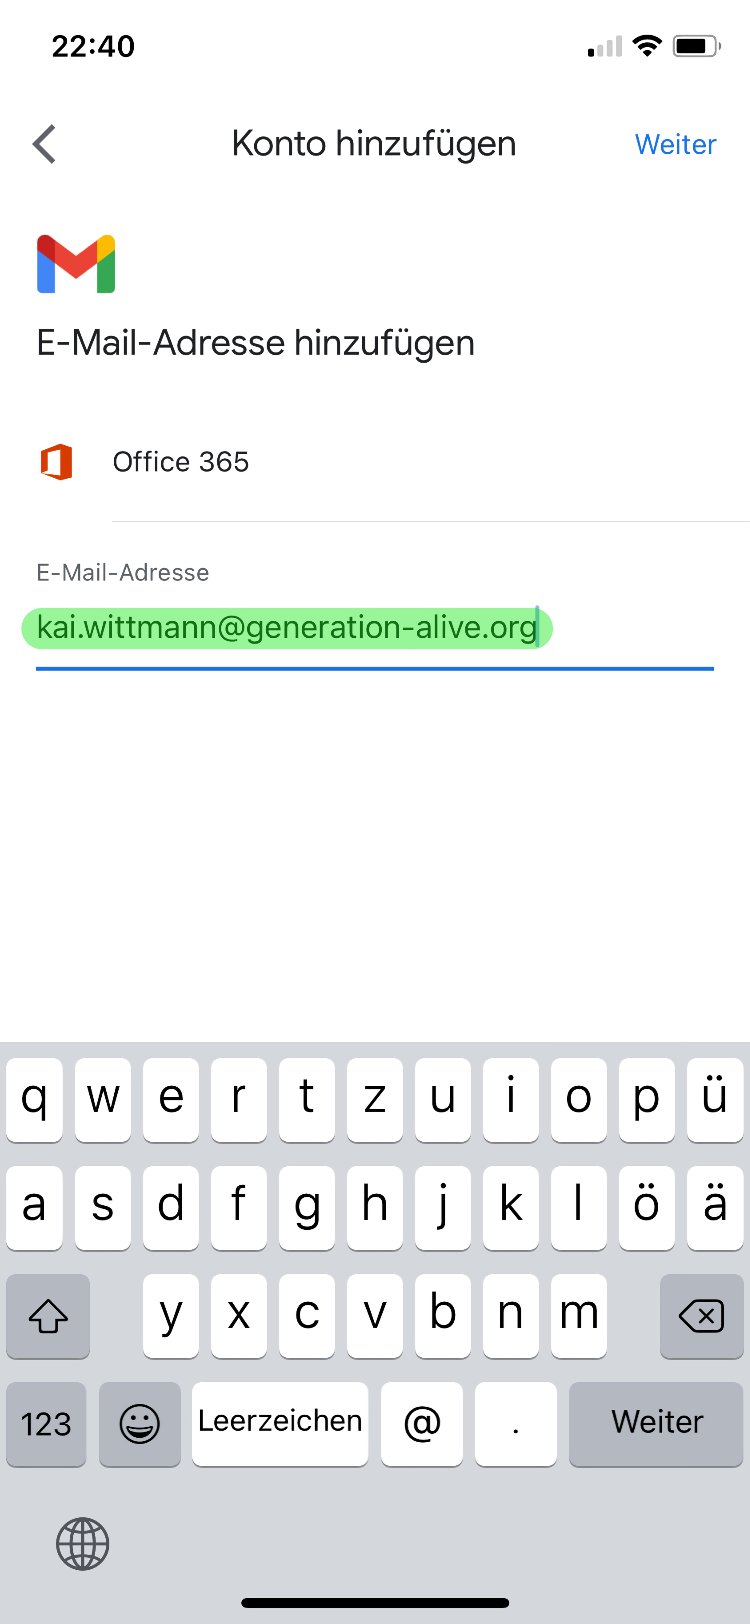 22:40
Konto hinzufügen
Weiter
E-Mail-Adresse hinzufügen
Office 365
E-Mail-Adresse
kai.wittmann@generation-alive.org
q w e r t z u i o p ü
a s d f g h j k l ö ä
y x c v b n m
123 Leerzeichen @ . Weiter